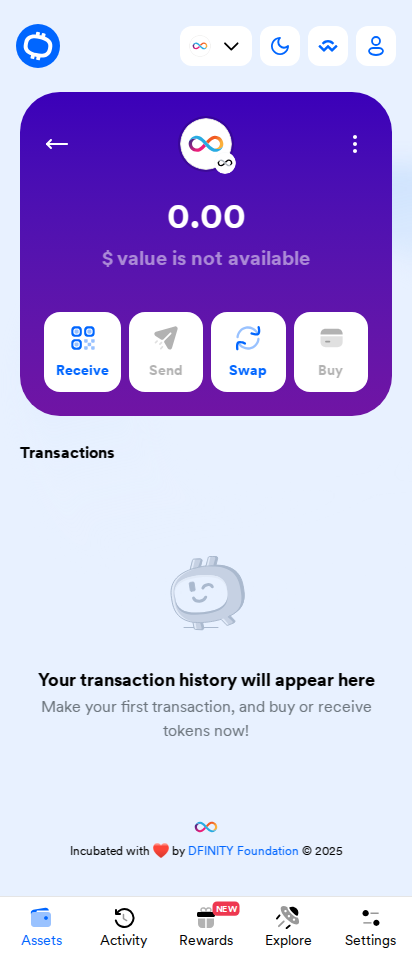 0.00
$ value is not available
Receive
Send
Swap
Buy
Transactions
Your transaction history will appear here
Make your first transaction, and buy or receive
tokens now!
Incubated with ❤️ by DFINITY Foundation © 2025
NEW
Assets
Activity
Rewards
Explore
Settings